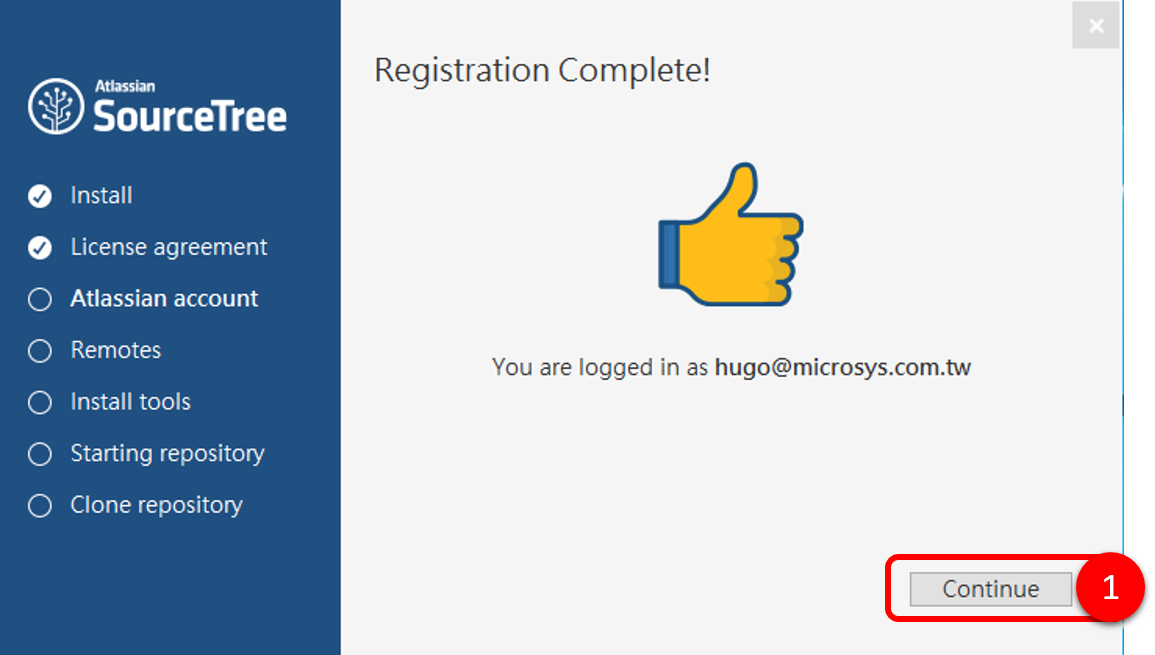 Atlassian
SourceTree
Install
License agreement
Atlassian account
Remotes
Install tools
Starting repository
Clone repository
Registration Complete!
You are logged in as hugo@microsys.com.tw
Continue
1